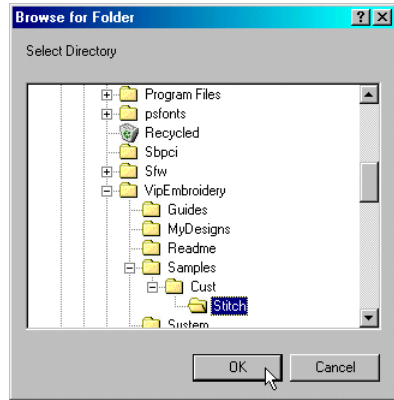 Browse for Folder
Select Directory
Program Files
psfonts
Recycled
Sbpci
Sfw
VipEmbroidery
Guides
MyDesigns
Readme
Samples
Cust
Stitch
System
OK
Cancel